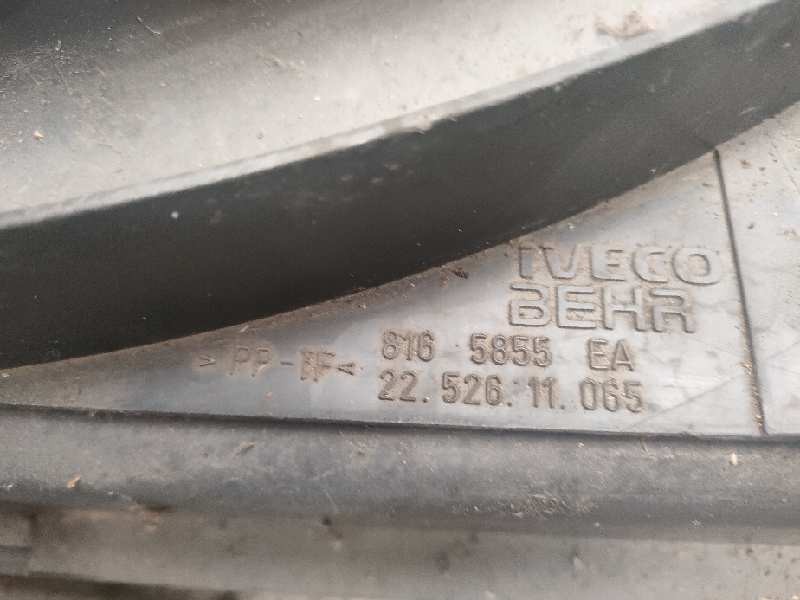 IVECO
BEHR
816 5855 EA
22.526.11.065
>PP-TF<